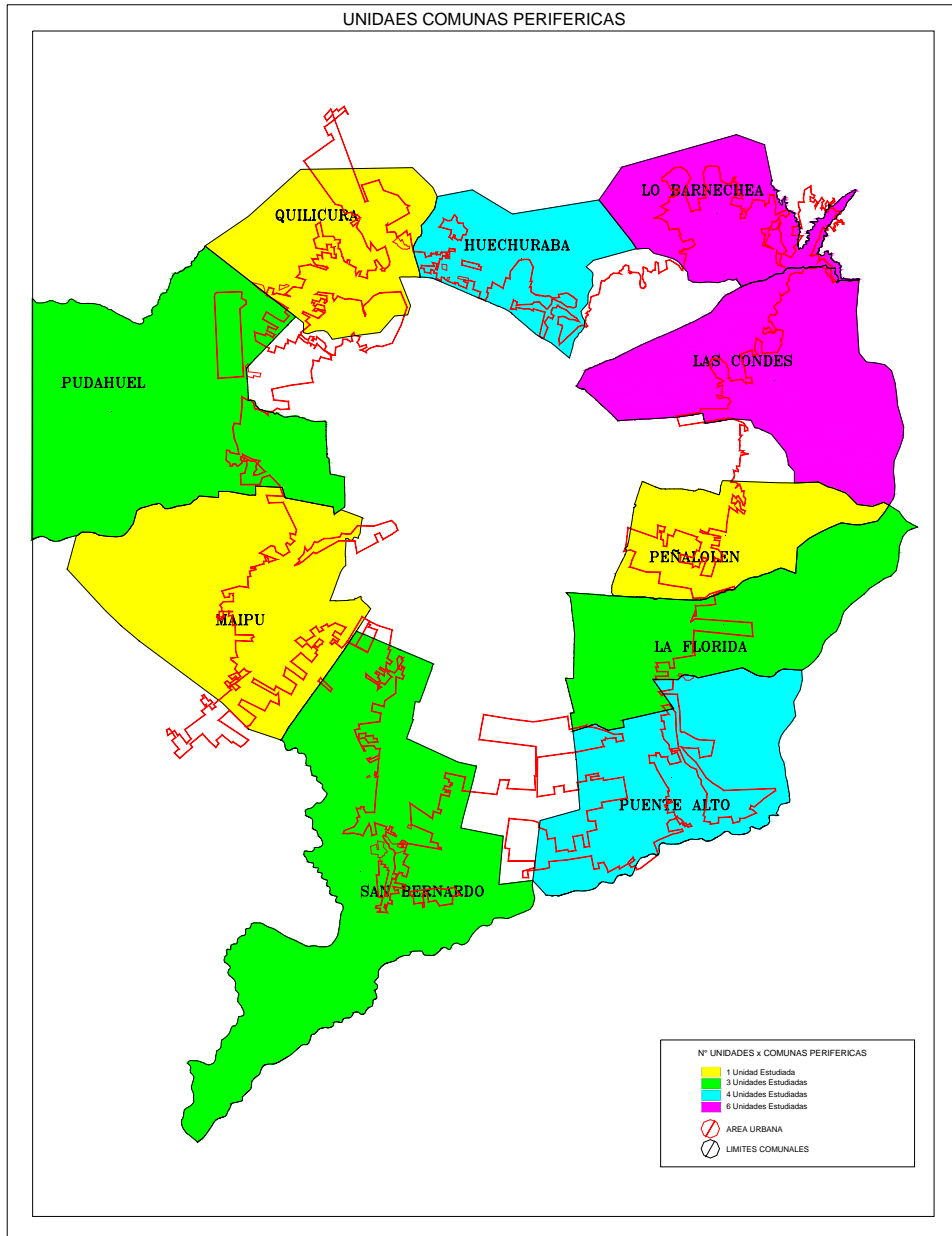 UNIDAES COMUNAS PERIFERICAS
LO BARNECHEA
QUILICURA
HUECHURABA
LAS CONDES
PUDAHUEL
PEÑALOLEN
MAIPU
LA FLORIDA
PUENTE ALTO
SAN BERNARDO
N° UNIDADES x COMUNAS PERIFERICAS
1 Unidad Estudiada
3 Unidades Estudiadas
4 Unidades Estudiadas
6 Unidades Estudiadas
AREA URBANA
LIMITES COMUNALES